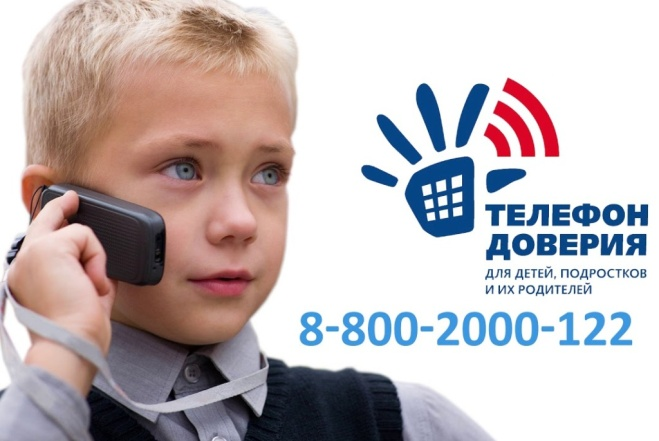 ТЕЛЕФОН
ДОВЕРИЯ
ДЛЯ ДЕТЕЙ, ПОДРОСТКОВ
И ИХ РОДИТЕЛЕЙ
8-800-2000-122